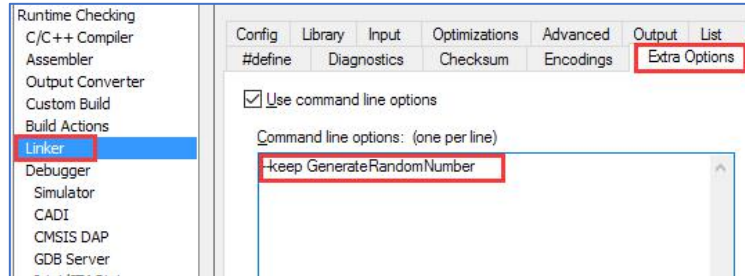 Runtime Checking
C/C++ Compiler
Assembler
Output Converter
Custom Build
Build Actions
Linker
Debugger
Simulator
CADI
CMSIS DAP
GDB Server
Config Library Input Optimizations Advanced Output List
#define Diagnostics Checksum Encodings Extra Options
Use command line options
Command line options: (one per line)
--keep GenerateRandomNumber